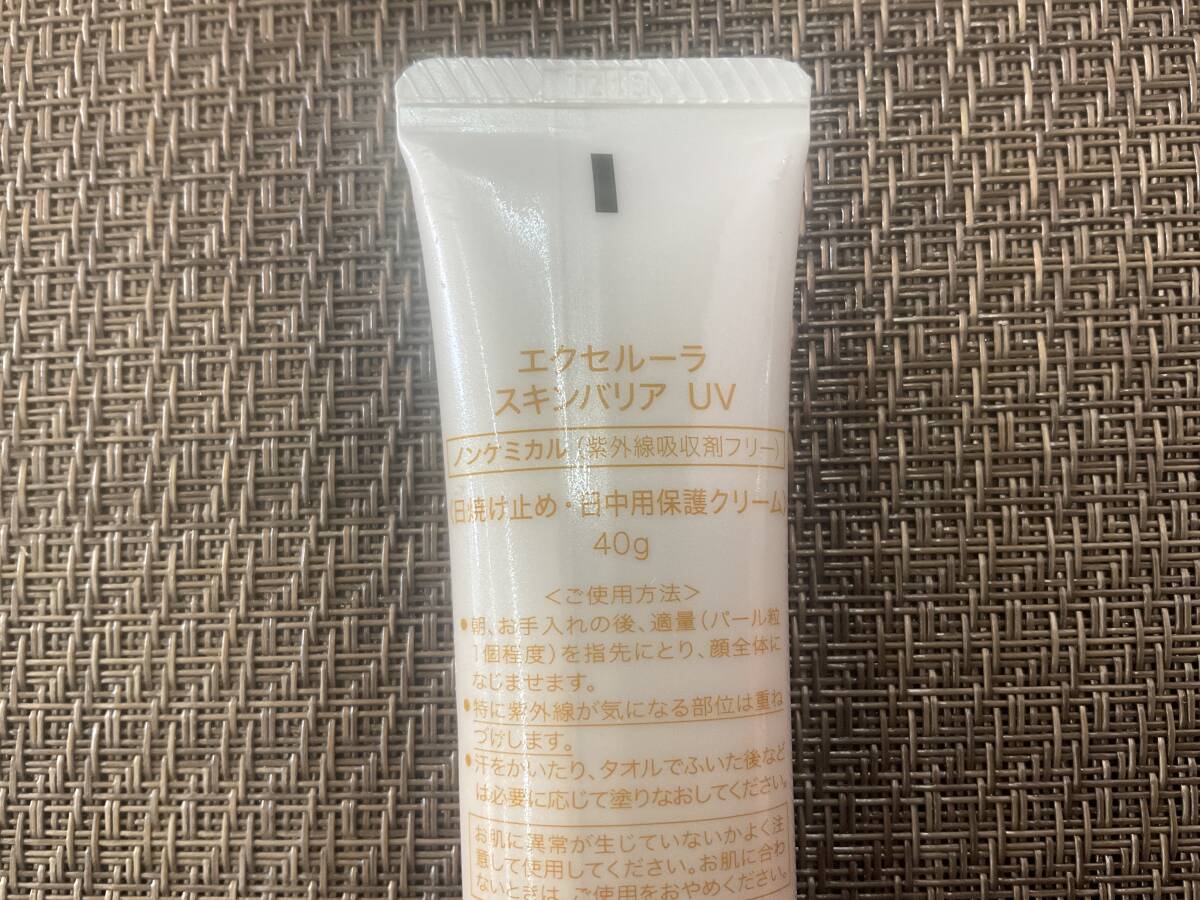 エクセルーラ
スキンバリア UV
ノンケミカル(紫外線吸収剤フリー)
(日焼け止め・日中用保護クリーム)
40g
<ご使用方法>
●朝、お手入れの後、適量(パール粒
1個程度)を指先にとり、顔全体に
なじませます。
●特に紫外線が気になる部位は重ね
づけします。
●汗をかいたり、タオルでふいた後など
は必要に応じて塗りなおしてください。
お肌に異常が生じていないかよく注
意して使用してください。お肌に合わ
ないときは、ご使用をおやめください。